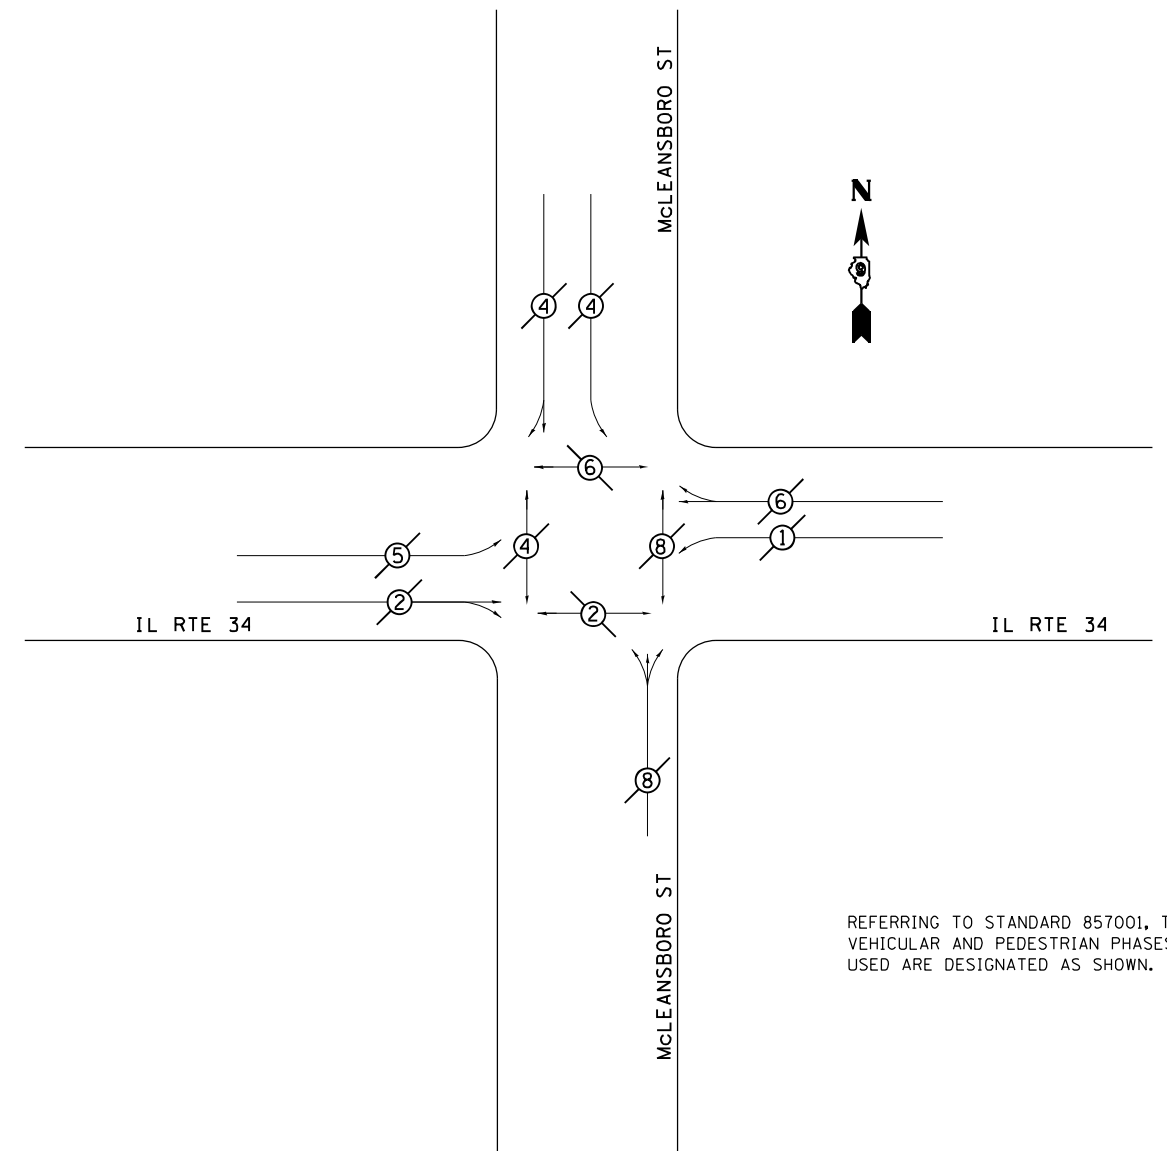 McLEANSBORO ST
N
9
4 4
6
6
5 4 8 1
2 2
IL RTE 34 IL RTE 34
8
McLEANSBORO ST
REFERRING TO STANDARD 857001,
VEHICULAR AND PEDESTRIAN
USED ARE DESIGNATED AS SHOWN.